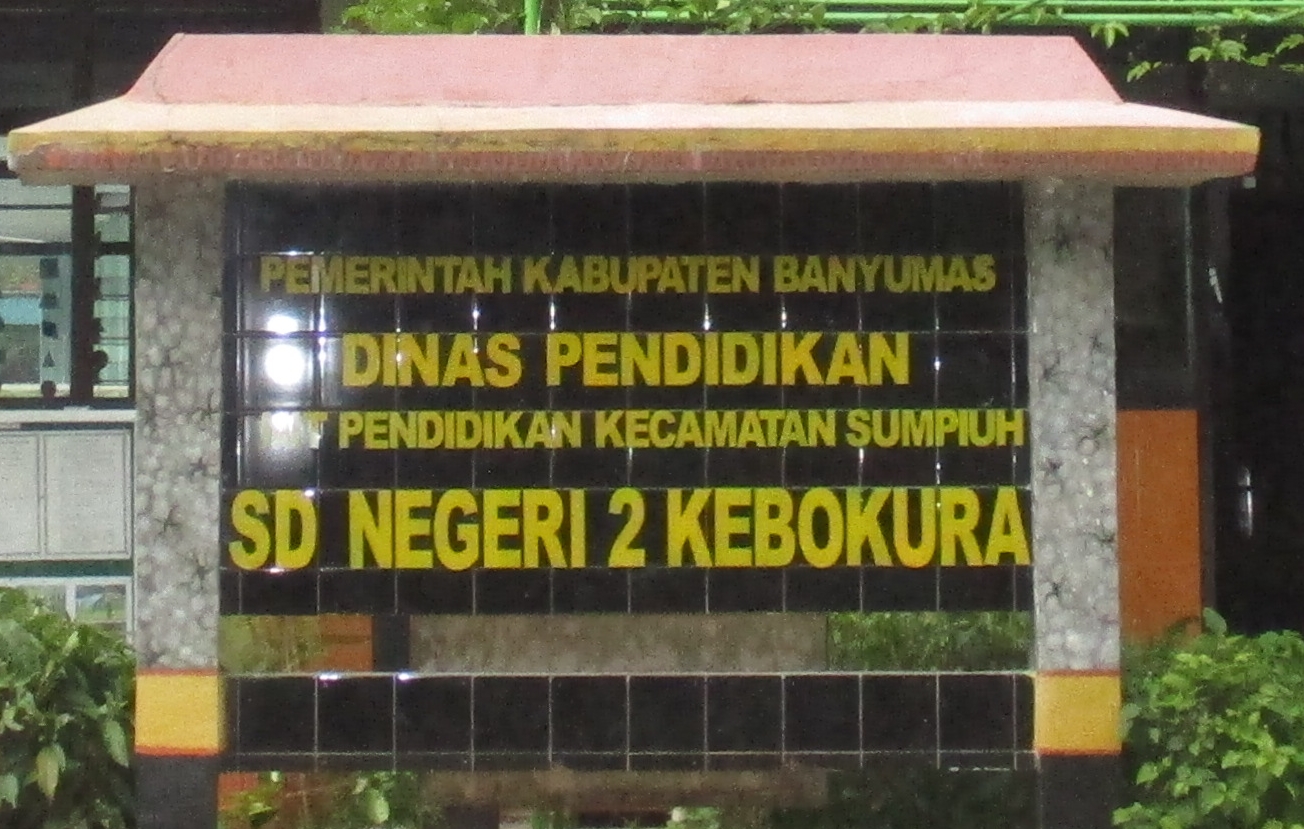 PEMERINTAH KABUPATEN BANYUMAS
DINAS PENDIDIKAN
PENDIDIKAN KECAMATAN SUMPIUH
SD NEGERI 2 KEBOKURA